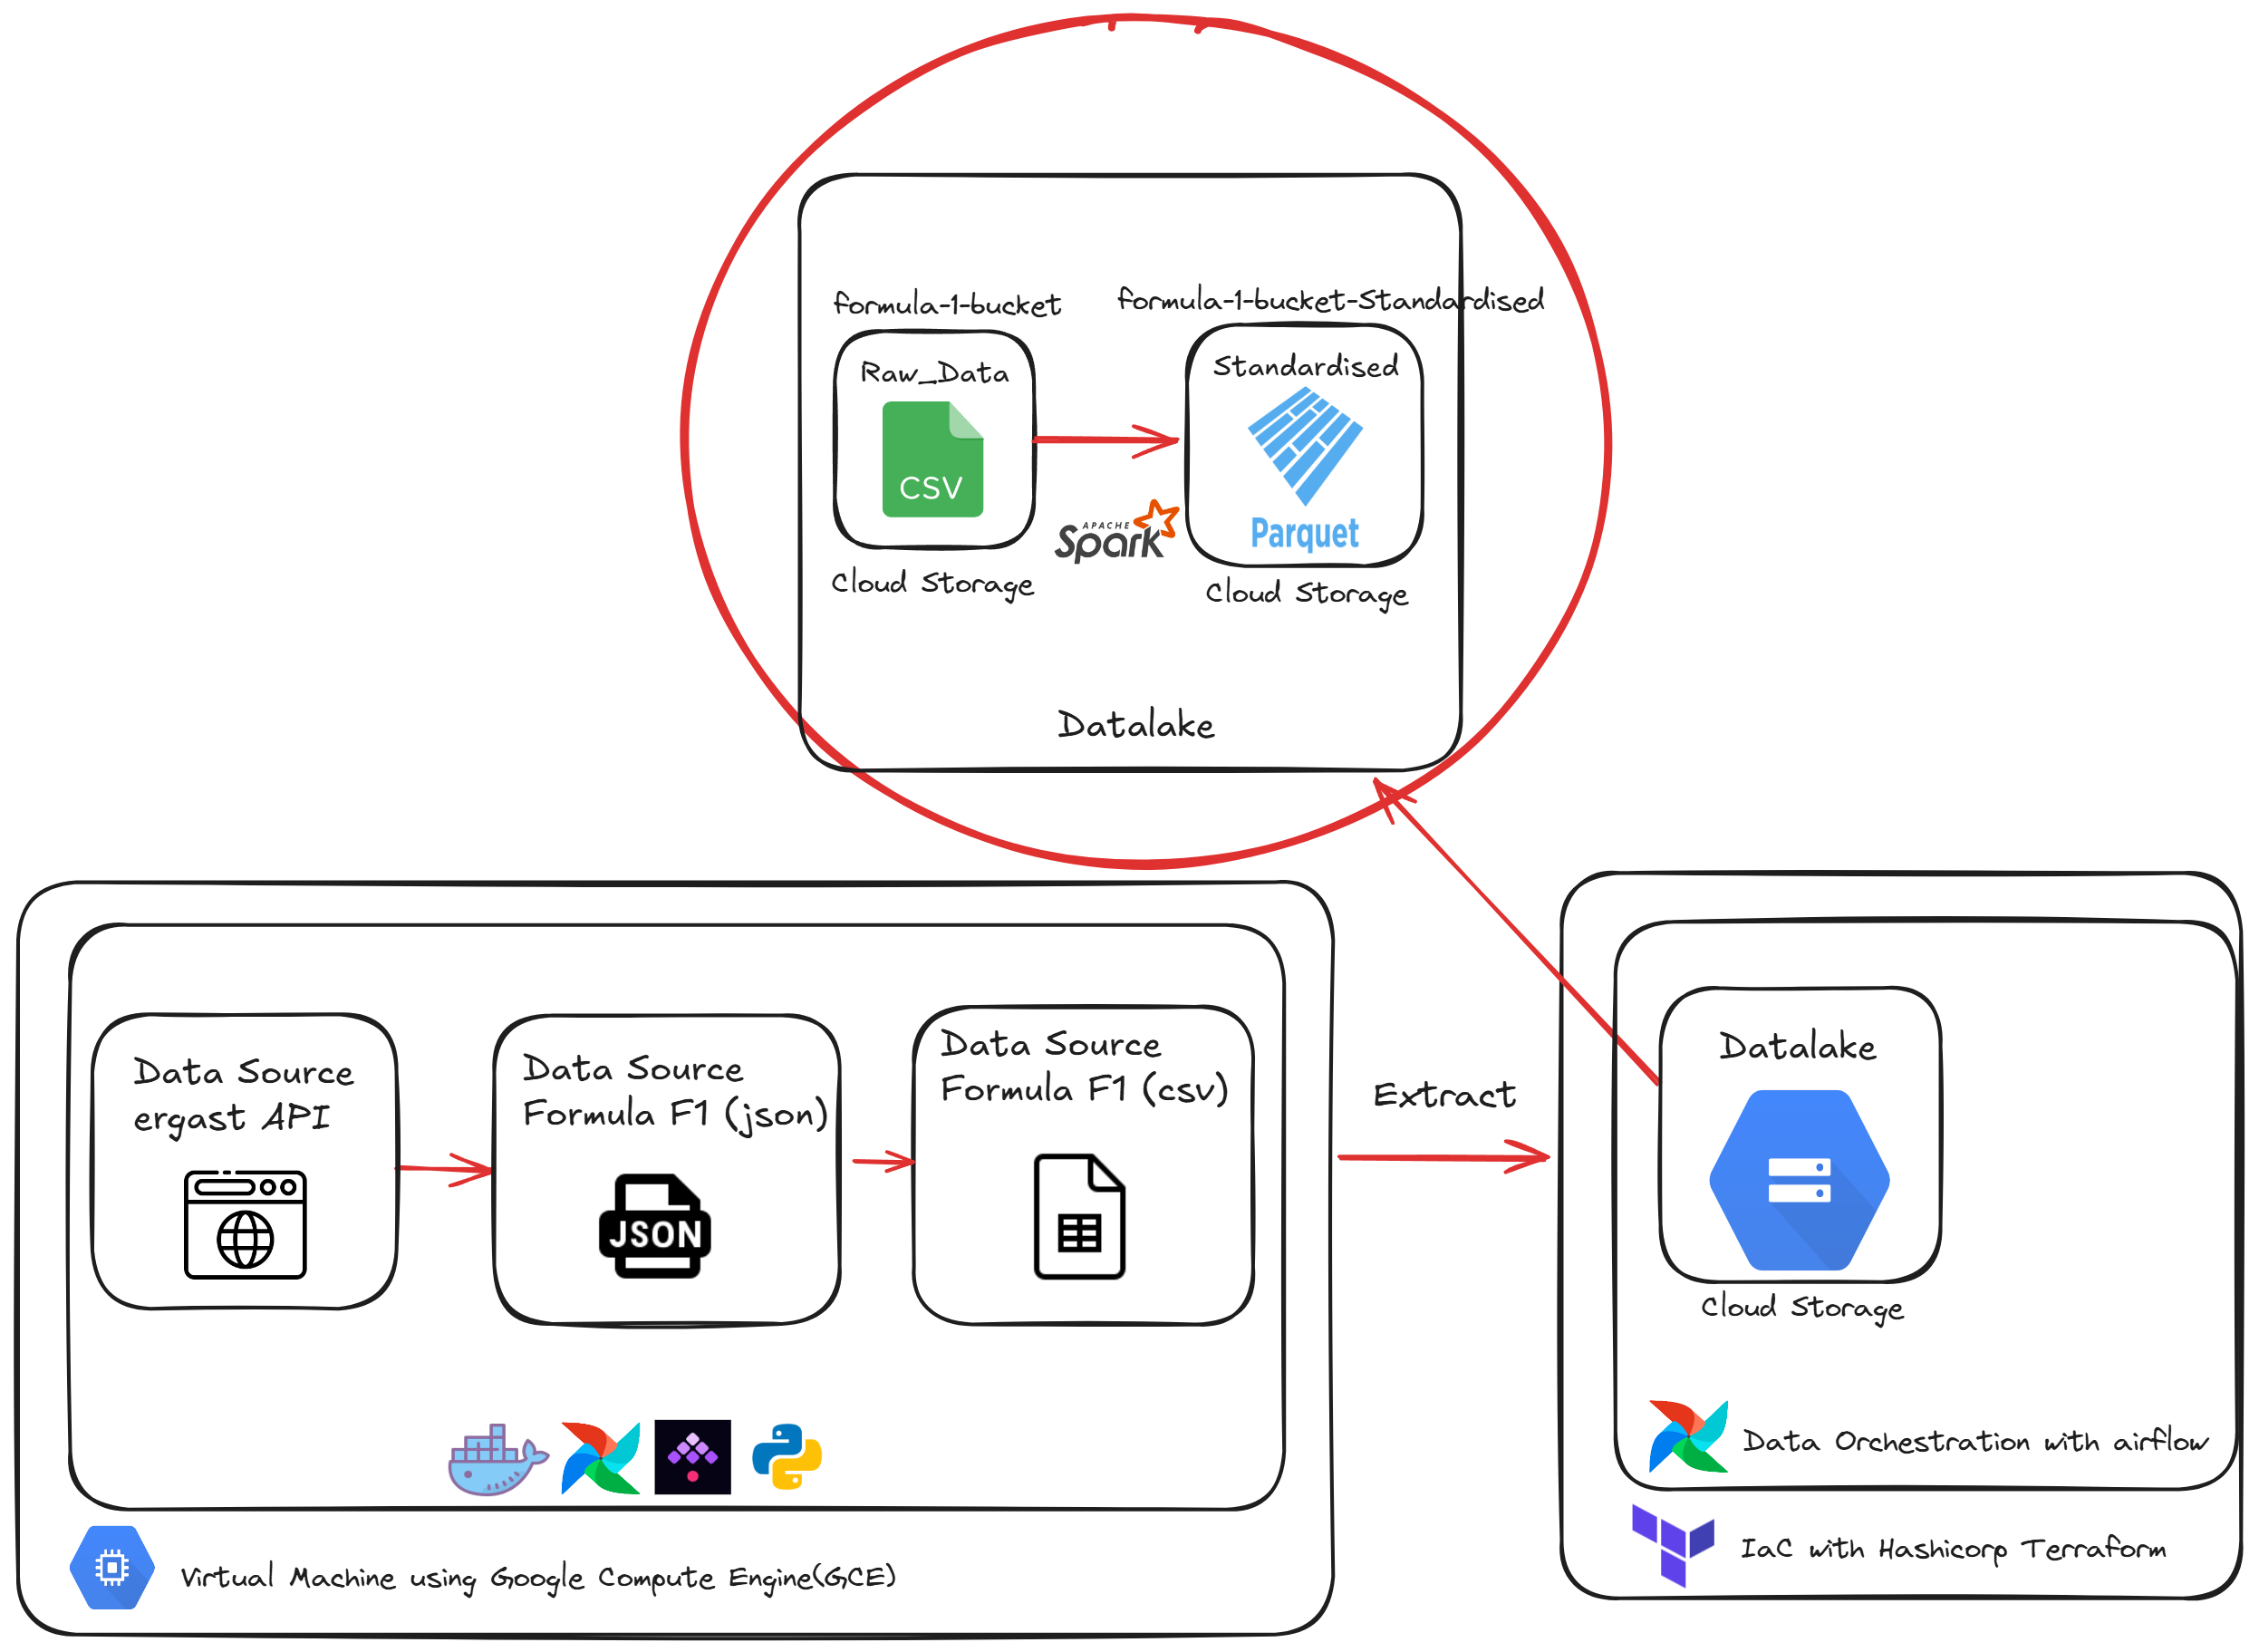 formula-1-bucket
formula-1-bucket-Standardised
Raw_Data
CSV
Standardised
Parquet
APACHE
Spark
Cloud Storage
Cloud Storage
Datalake
Data Source
ergast API
Data Source
Formula F1 (json)
JSON
Data Source
Formula F1 (csv)
Extract
Datalake
Cloud Storage
Data Orchestration with airflow
IaC with Hashicorp Terraform
Virtual Machine using Google Compute Engine(GCE)